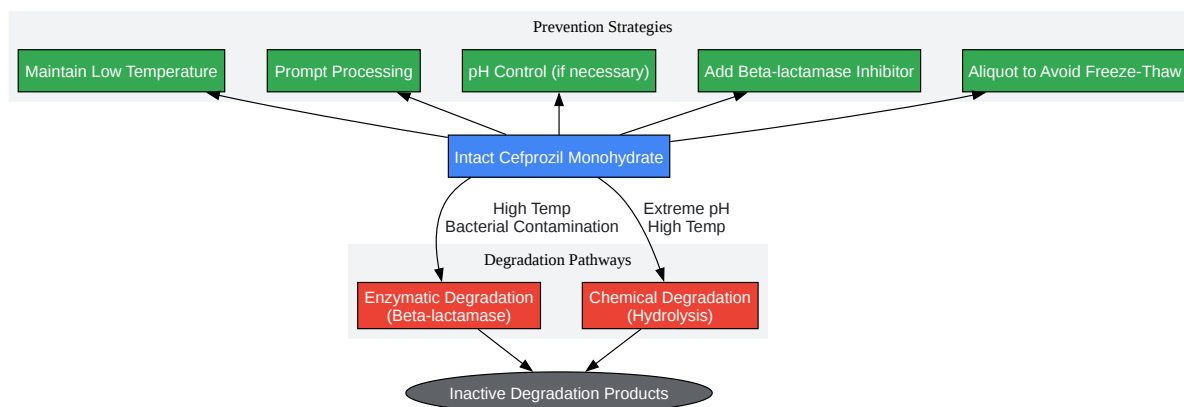 Prevention Strategies
Maintain Low Temperature
Prompt Processing
pH Control (if necessary)
Add Beta-lactamase Inhibitor
Aliquot to Avoid Freeze-Thaw
Intact Cefprozil Monohydrate
High Temp
Bacterial Contamination
Extreme pH
High Temp
Degradation Pathways
Enzymatic Degradation
(Beta-lactamase)
Chemical Degradation
(Hydrolysis)
Inactive Degradation Products